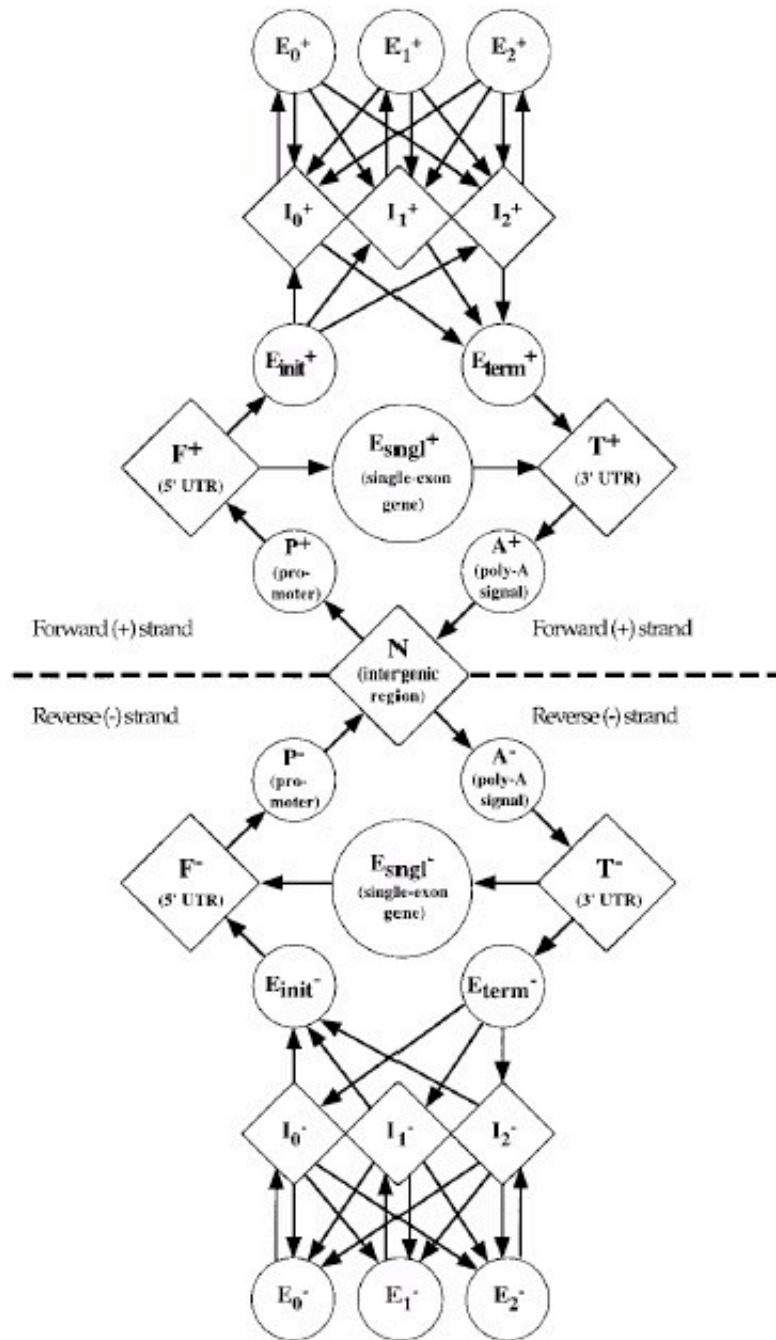 E₀⁺ E₁⁺ E₂⁺
I₀⁺ I₁⁺ I₂⁺
Einit⁺ Eterm⁺
F⁺ Esngl⁺ T⁺
(5' UTR) (single-exon (3' UTR)
gene)
P⁺ A⁺
(pro- (poly-A
moter) signal)
Forward (+) strand N Forward (+) strand
(intergenic
region)
Reverse (-) strand Reverse (-) strand
P⁻ A⁻
(pro- (poly-A
moter) signal)
F⁻ Esngl⁻ T⁻
(5' UTR) (single-exon (3' UTR)
gene)
Einit⁻ Eterm⁻
I₀⁻ I₁⁻ I₂⁻
E₀⁻ E₁⁻ E₂⁻